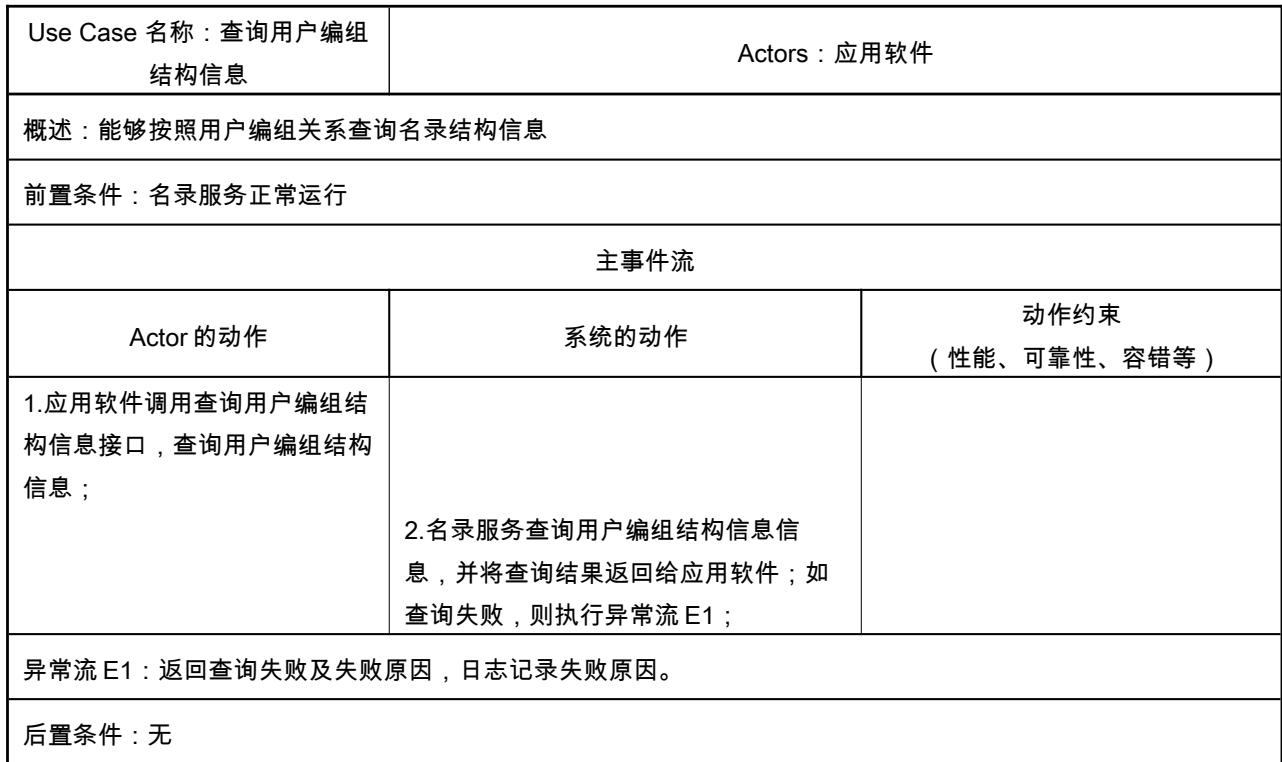 Use Case 名称：查询用户编组
结构信息
Actors：应用软件
概述：能够按照用户编组关系查询名录结构信息
前置条件：名录服务正常运行
主事件流
Actor 的动作
系统的动作
动作约束
（性能、可靠性、容错等）
1.应用软件调用查询用户编组结
构信息接口，查询用户编组结构
信息；
2.名录服务查询用户编组结构信息信
息，并将查询结果返回给应用软件；如
查询失败，则执行异常流 E1；
异常流 E1：返回查询失败及失败原因，日志记录失败原因。
后置条件：无